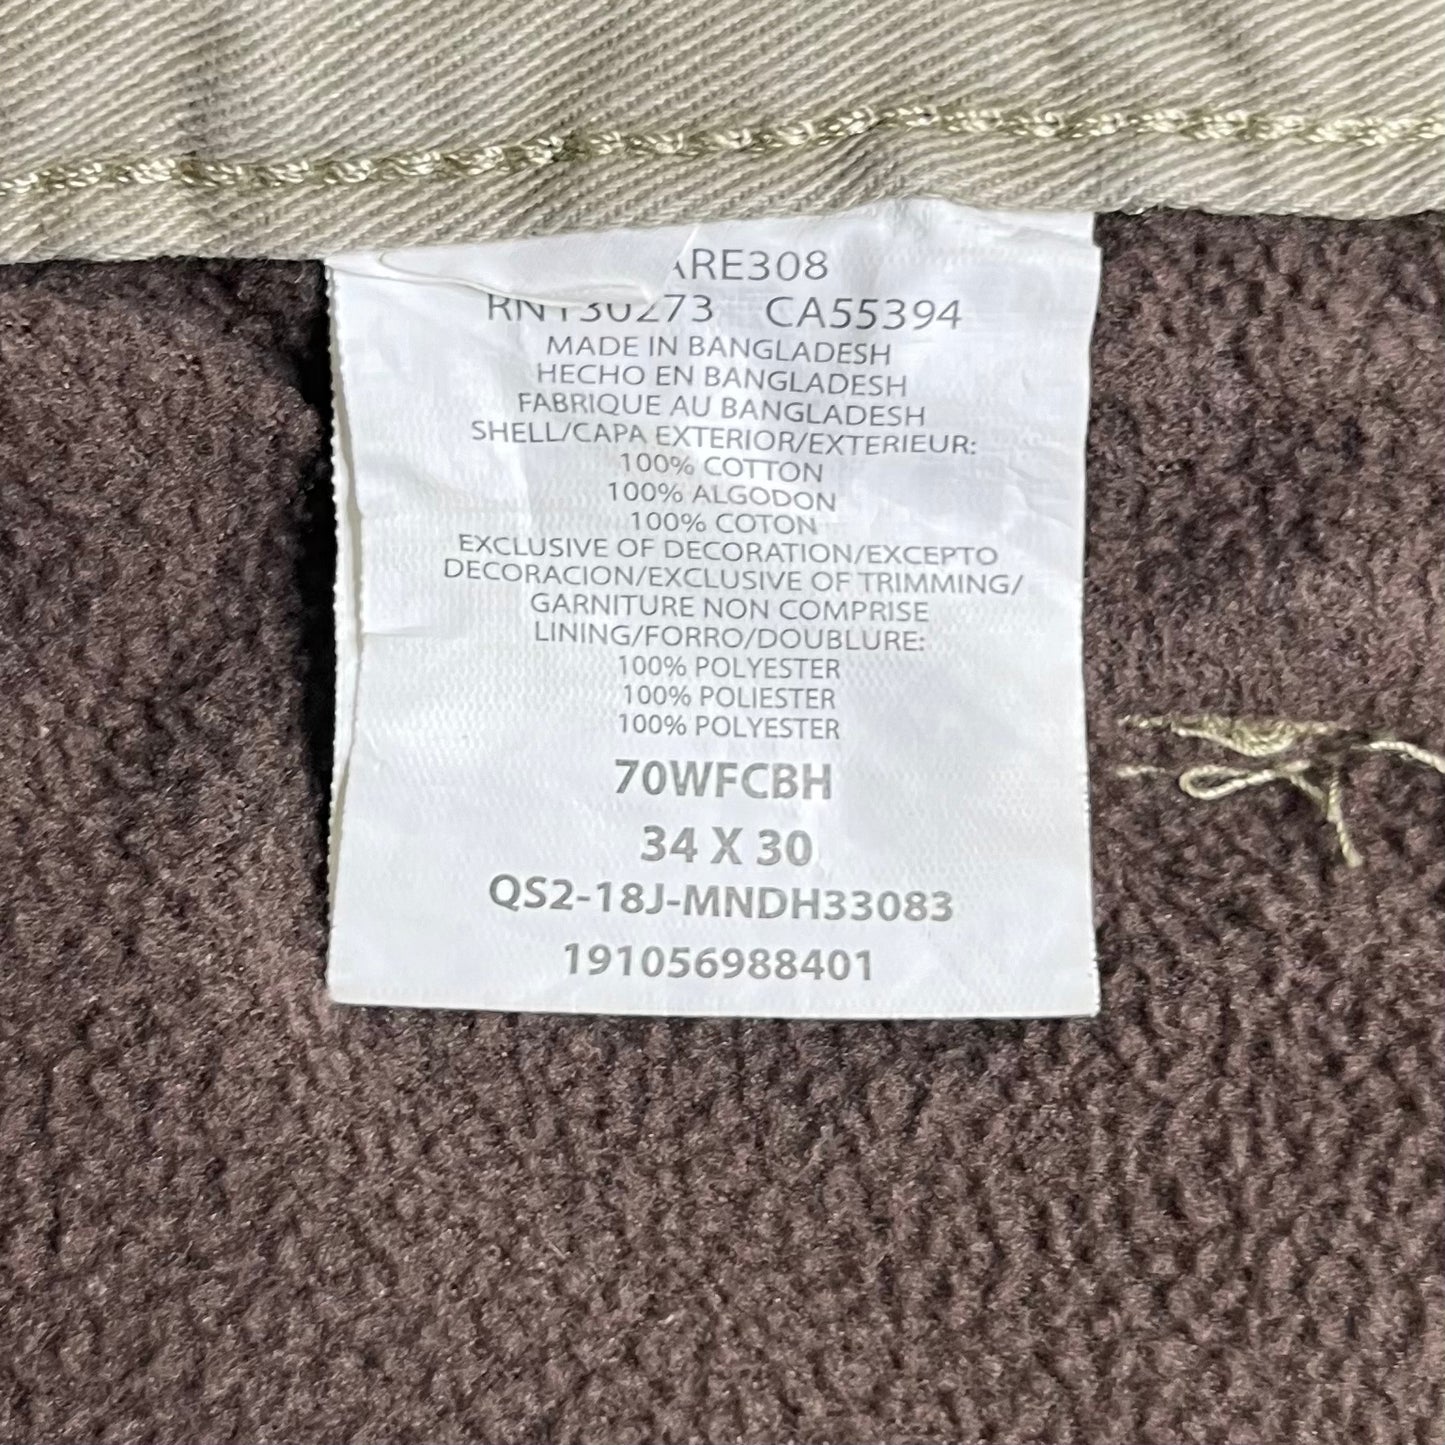 ARE308
RN130273 CA55394
MADE IN BANGLADESH
HECHO EN BANGLADESH
FABRIQUE AU BANGLADESH
SHELL/CAPA EXTERIOR/EXTERIEUR:
100% COTTON
100% ALGODON
100% COTON
EXCLUSIVE OF DECORATION/EXCEPTO
DECORACION/EXCLUSIVE OF TRIMMING/
GARNITURE NON COMPRISE
LINING/FORRO/DOUBLURE:
100% POLYESTER
100% POLIESTER
100% POLYESTER
70WFCBH
34 X 30
QS2-18J-MNDH33083
191056988401